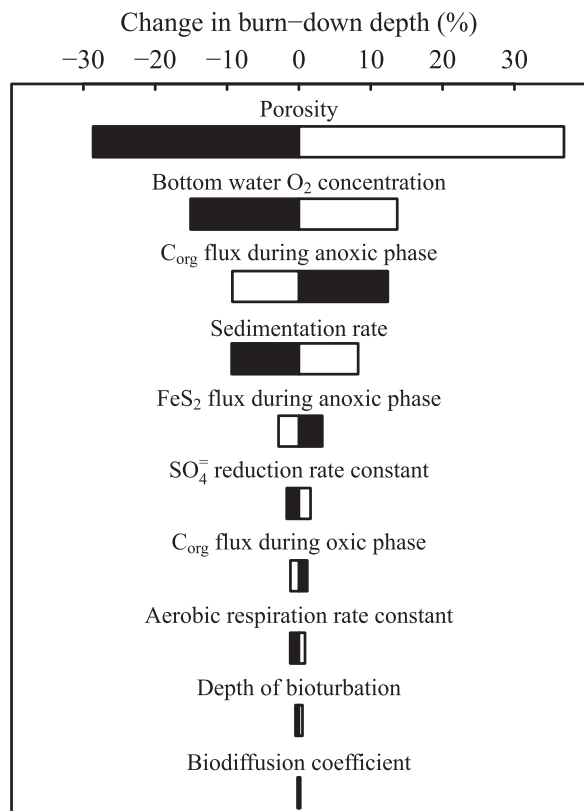 Change in burn−down depth (%)
−30 −20 −10 0 10 20 30
Porosity
Bottom water O₂ concentration
Cₒᵣg flux during anoxic phase
Sedimentation rate
FeS₂ flux during anoxic phase
SO₄⁼ reduction rate constant
Cₒᵣg flux during oxic phase
Aerobic respiration rate constant
Depth of bioturbation
Biodiffusion coefficient